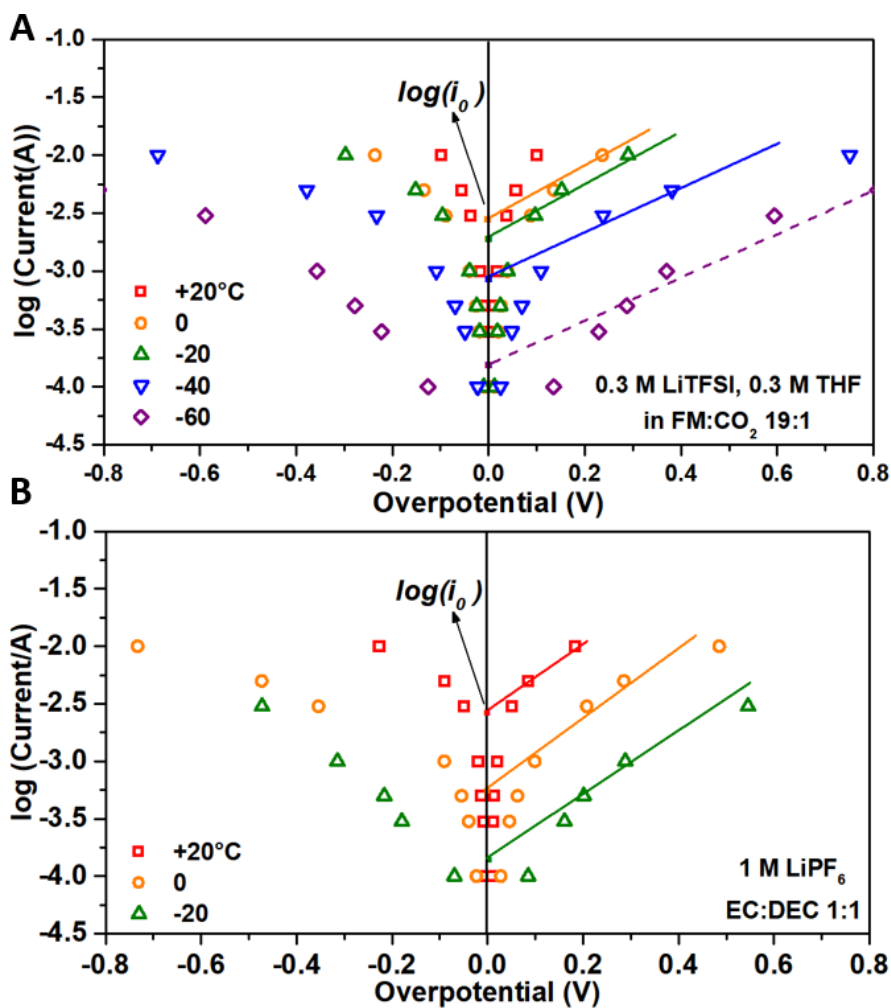 A
log (Current(A))
-1.0
-1.5
-2.0
-2.5
-3.0
-3.5
-4.0
-4.5
log(i₀ )
+20°C
0
-20
-40
-60
0.3 M LiTFSI, 0.3 M THF
in FM:CO₂ 19:1
-0.8 -0.6 -0.4 -0.2 0.0 0.2 0.4 0.6 0.8
Overpotential (V)
B
log (Current/A)
-1.0
-1.5
-2.0
-2.5
-3.0
-3.5
-4.0
-4.5
log(i₀ )
+20°C
0
-20
1 M LiPF₆
EC:DEC 1:1
-0.8 -0.6 -0.4 -0.2 0.0 0.2 0.4 0.6 0.8
Overpotential (V)